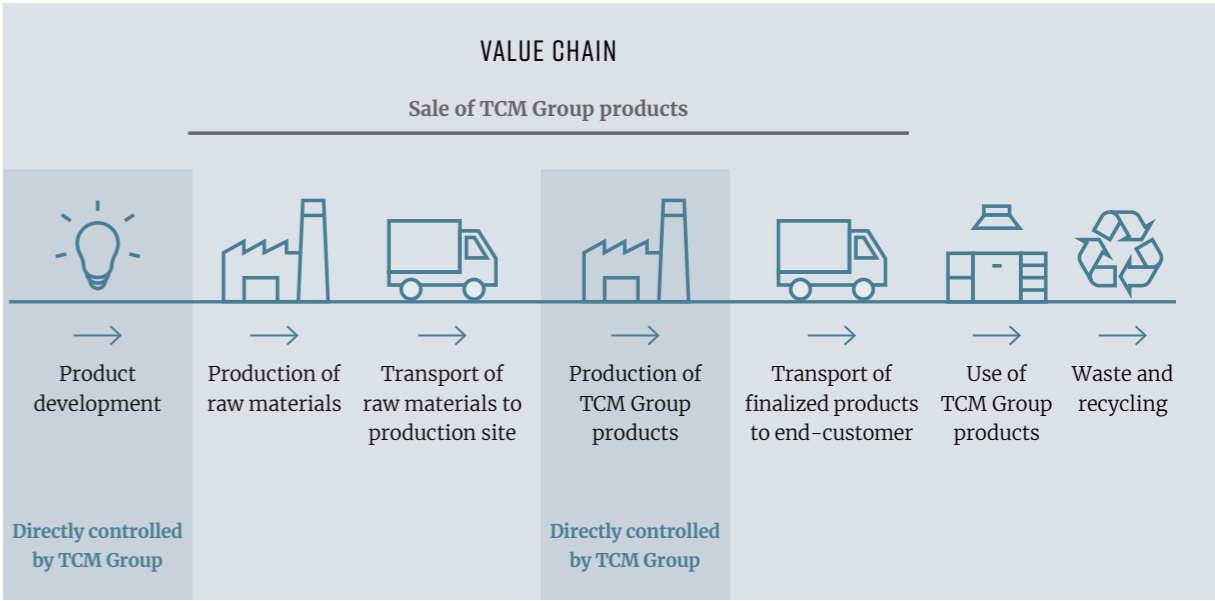 VALUE CHAIN
Sale of TCM Group products
Product
development
Production of
raw materials
Transport of
raw materials to
production site
Production of
TCM Group
products
Transport of
finalized products
to end-customer
Use of
TCM Group
products
Waste and
recycling
Directly controlled
by TCM Group
Directly controlled
by TCM Group